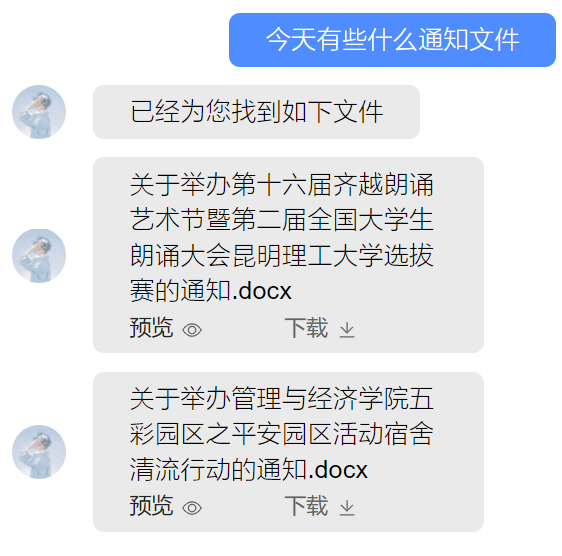 今天有些什么通知文件
已经为您找到如下文件
关于举办第十六届齐越朗诵
艺术节暨第二届全国大学生
朗诵大会昆明理工大学选拔
赛的通知.docx
预览 下载
关于举办管理与经济学院五
彩园区之平安园区活动宿舍
清流行动的通知.docx
预览 下载